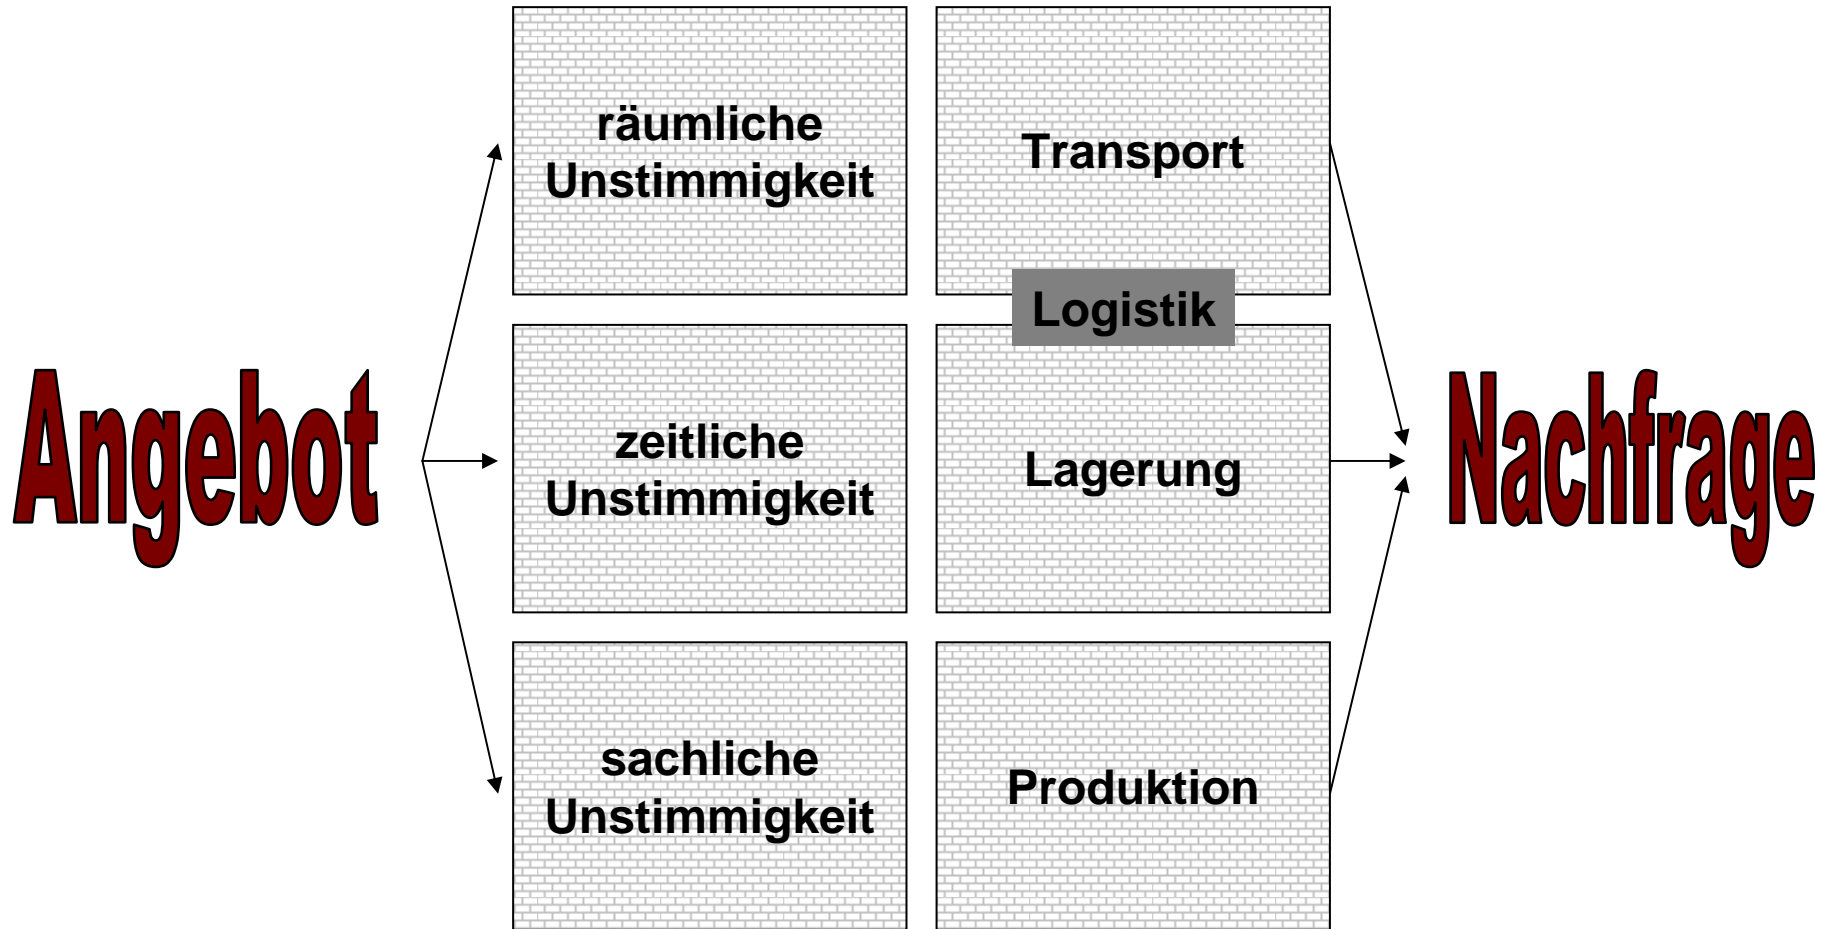 räumliche
Unstimmigkeit
Transport
Logistik
Angebot
zeitliche
Unstimmigkeit
Lagerung
Nachfrage
sachliche
Unstimmigkeit
Produktion